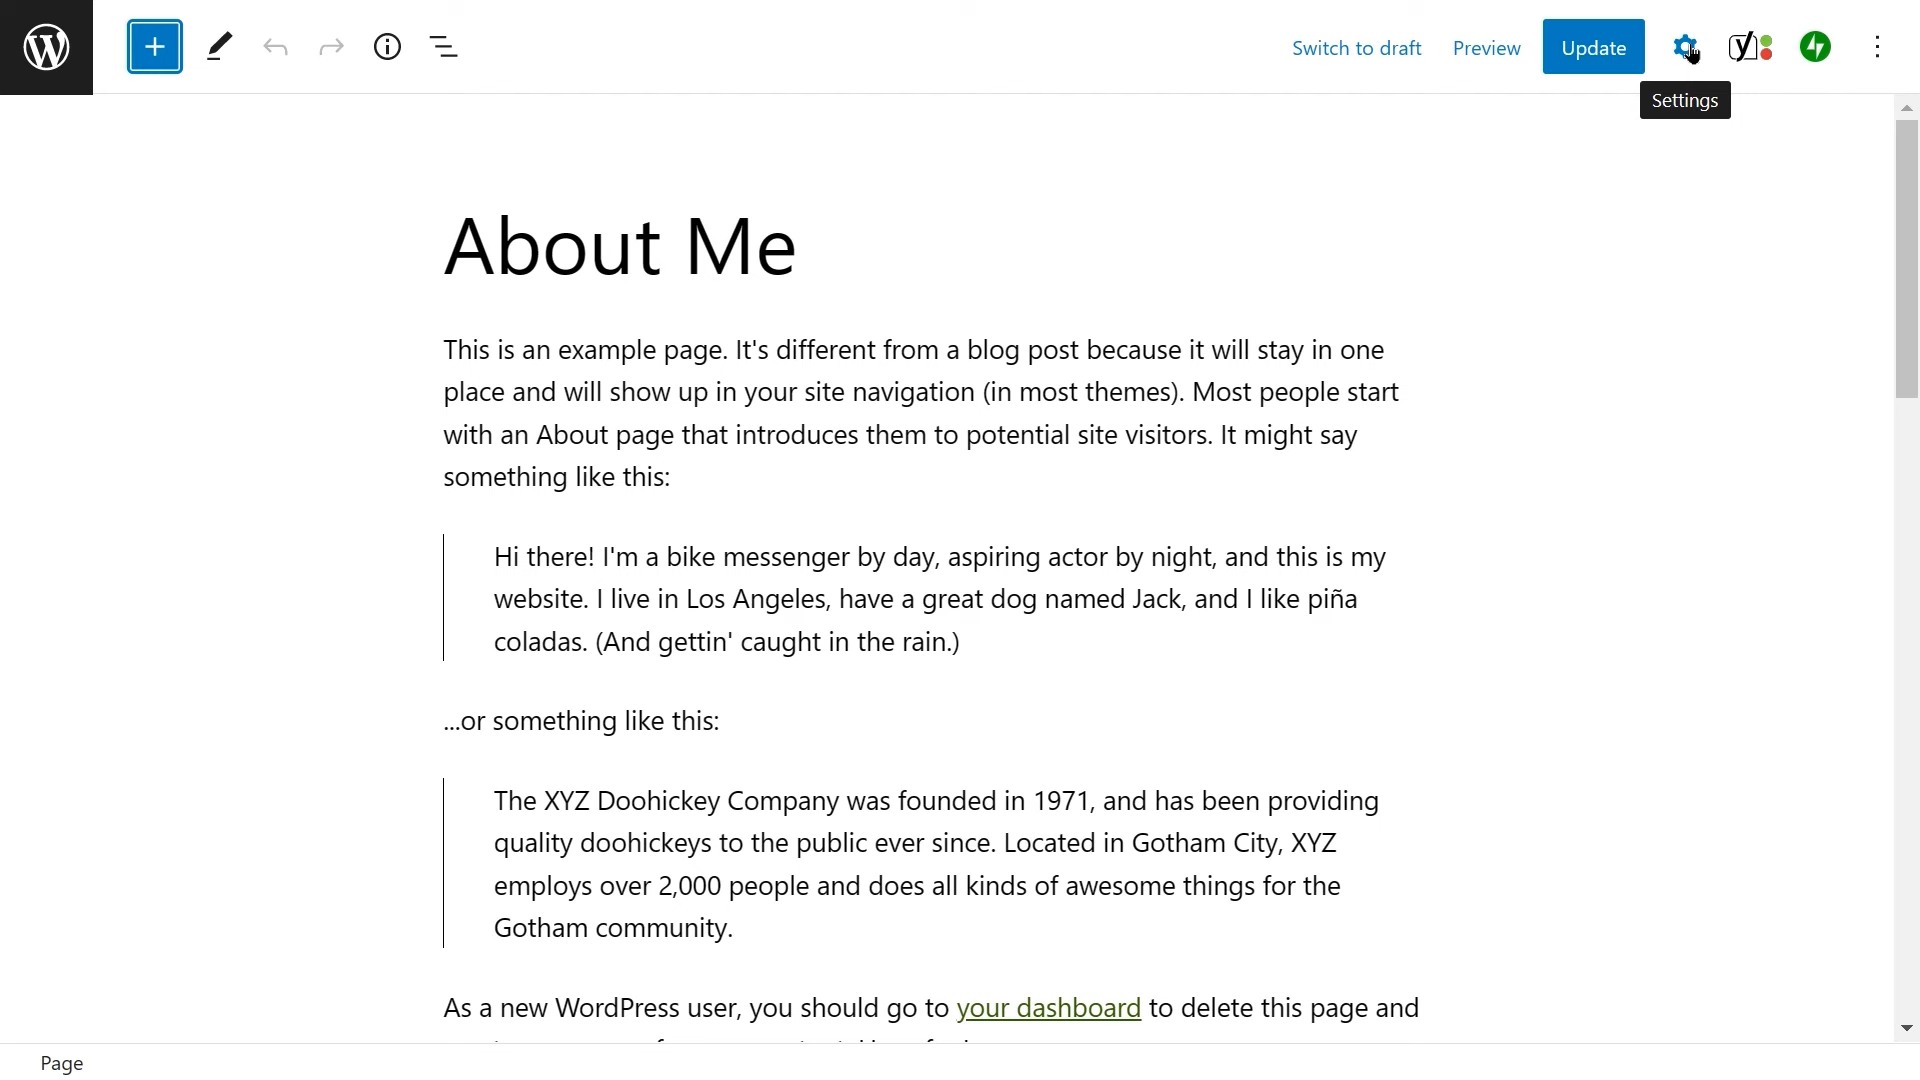 Switch to draft Preview Update
Settings
About Me
This is an example page. It's different from a blog post because it will stay in one
place and will show up in your site navigation (in most themes). Most people start
with an About page that introduces them to potential site visitors. It might say
something like this:
Hi there! I'm a bike messenger by day, aspiring actor by night, and this is my
website. I live in Los Angeles, have a great dog named Jack, and I like piña
coladas. (And gettin' caught in the rain.)
...or something like this:
The XYZ Doohickey Company was founded in 1971, and has been providing
quality doohickeys to the public ever since. Located in Gotham City, XYZ
employs over 2,000 people and does all kinds of awesome things for the
Gotham community.
As a new WordPress user, you should go to your dashboard to delete this page and
Page